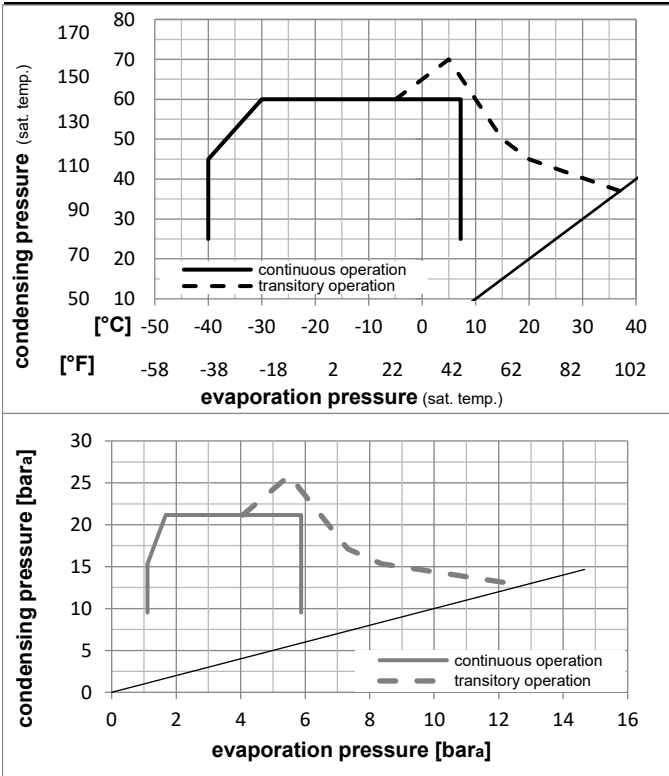 condensing pressure (sat. temp.)
170 80
150 70
130 60
110 50
90 40
70 30
50 20
10
continuous operation
transitory operation
[°C] -50 -40 -30 -20 -10 0 10 20 30 40
[°F] -58 -38 -18 2 22 42 62 82 102
evaporation pressure (sat. temp.)
condensing pressure [bara]
30
25
20
15
10
5
0
continuous operation
transitory operation
0 2 4 6 8 10 12 14 16
evaporation pressure [bara]